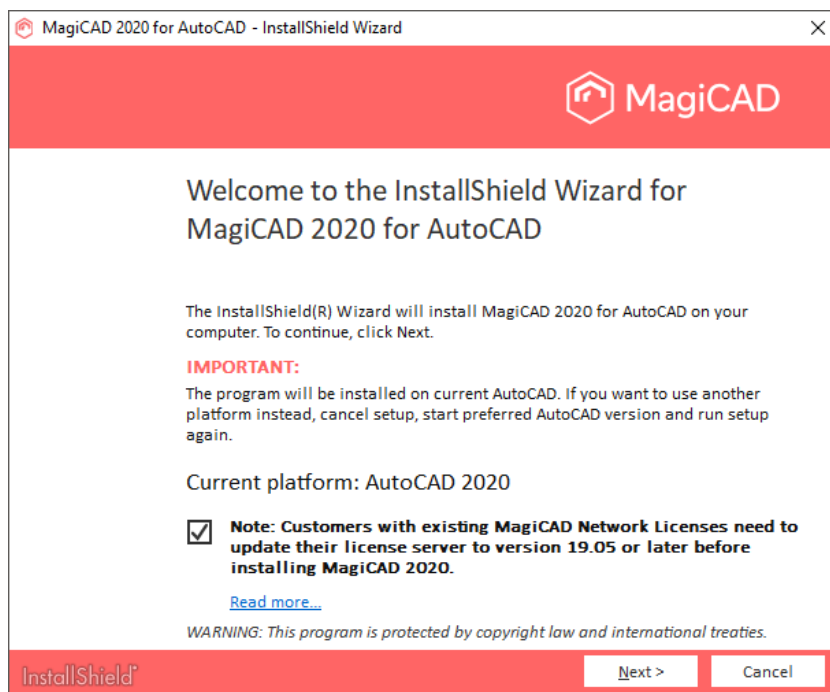 MagiCAD 2020 for AutoCAD - InstallShield Wizard
MagiCAD
Welcome to the InstallShield Wizard for
MagiCAD 2020 for AutoCAD
The InstallShield(R) Wizard will install MagiCAD 2020 for AutoCAD on your
computer. To continue, click Next.
IMPORTANT:
The program will be installed on current AutoCAD. If you want to use another
platform instead, cancel setup, start preferred AutoCAD version and run setup
again.
Current platform: AutoCAD 2020
Note: Customers with existing MagiCAD Network Licenses need to
update their license server to version 19.05 or later before
installing MagiCAD 2020.
Read more...
WARNING: This program is protected by copyright law and international treaties.
InstallShield
Next >
Cancel